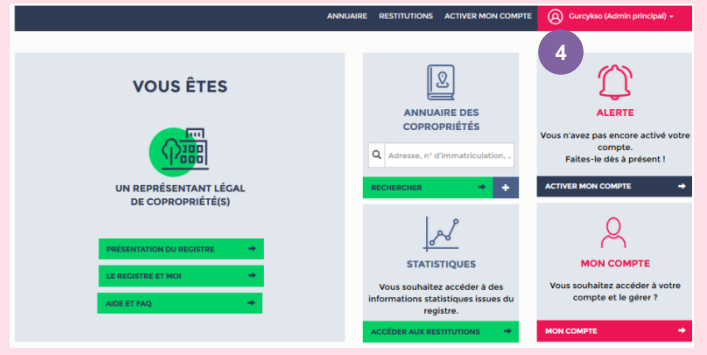 ANNUAIRE RESTITUTIONS ACTIVER MON COMPTE Gurcykso (Admin principal)
4
VOUS ÊTES
UN REPRÉSENTANT LÉGAL
DE COPROPRIÉTÉ(S)
PRÉSENTATION DU REGISTRE
LE REGISTRE ET MOI
AIDE ET FAQ
ANNUAIRE DES
COPROPRIÉTÉS
Adresse, n° d'immatriculation, ..
RECHERCHER +
STATISTIQUES
Vous souhaitez accéder à des
informations statistiques issues du
registre.
ACCÉDER AUX RESTITUTIONS
ALERTE
Vous n'avez pas encore activé votre
compte.
Faites-le dès à présent !
ACTIVER MON COMPTE
MON COMPTE
Vous souhaitez accéder à votre
compte et le gérer ?
MON COMPTE